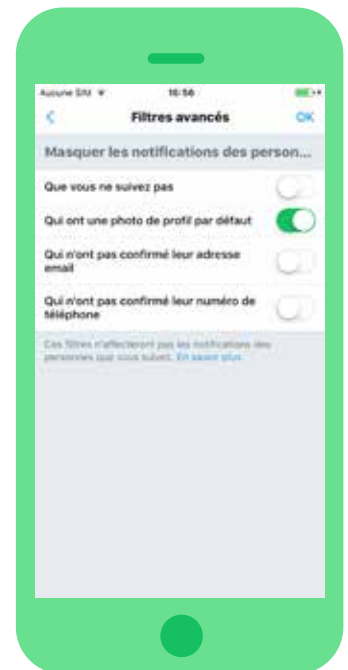 Aucune SIM 16:56
Filtres avancés OK
Masquer les notifications des person...
Que vous ne suivez pas
Qui ont une photo de profil par défaut
Qui n'ont pas confirmé leur adresse
email
Qui n'ont pas confirmé leur numéro de
téléphone
Ces filtres n'affecteront pas les notifications des
personnes que vous suivez. En savoir plus